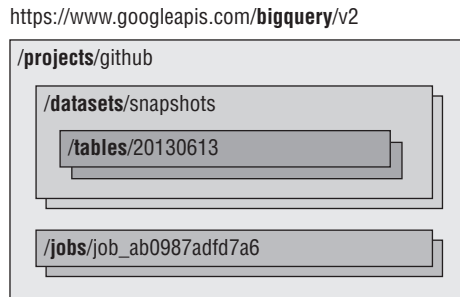 https://www.googleapis.com/bigquery/v2
/projects/github
/datasets/snapshots
/tables/20130613
/jobs/job_ab0987adfd7a6